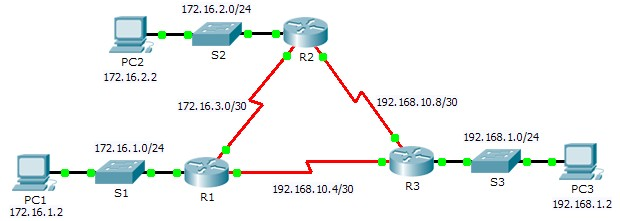 172.16.2.0/24
PC2
172.16.2.2
S2
R2
172.16.3.0/30
192.168.10.8/30
172.16.1.0/24
192.168.1.0/24
PC1
172.16.1.2
S1
R1
192.168.10.4/30
R3
S3
PC3
192.168.1.2